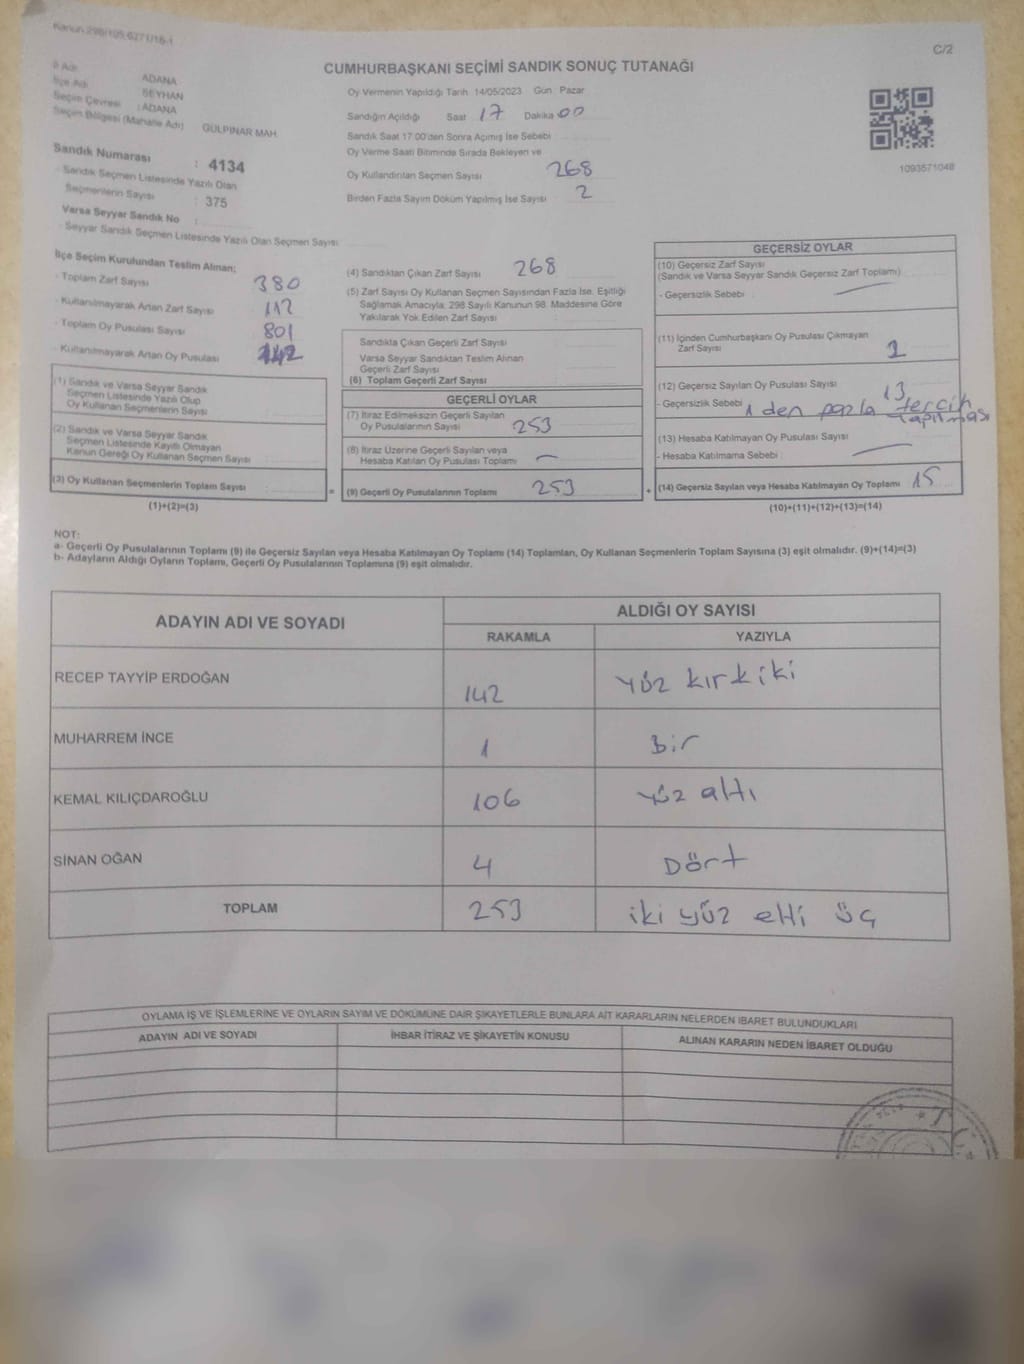 Kanun 298/105 6271/16-1
C/2
CUMHURBAŞKANI SEÇİMİ SANDIK SONUÇ TUTANAĞI
İl Adı ADANA
İlçe Adı SEYHAN
Seçim Çevresi : ADANA
Seçim Bölgesi (Mahalle Adı) GÜLPINAR MAH.
Sandık Numarası : 4134
- Sandık Seçmen Listesinde Yazılı Olan
Seçmenlerin Sayısı : 375
Varsa Seyyar Sandık No :
- Seyyar Sandık Seçmen Listesinde Yazılı Olan Seçmen Sayısı
Oy Vermenin Yapıldığı Tarih 14/05/2023 Gün : Pazar
Sandığın Açıldığı Saat 17 Dakika 00
Sandık Saat 17:00'den Sonra Açımış İse Sebebi
Oy Verme Saati Bitiminde Sırada Bekleyen ve
Oy Kullandırılan Seçmen Sayısı 268
Birden Fazla Sayım Döküm Yapılmış İse Sayısı 2
1093571048
İlçe Seçim Kurulundan Teslim Alınan;
- Toplam Zarf Sayısı 380
- Kullanılmayarak Artan Zarf Sayısı 112
- Toplam Oy Pusulası Sayısı 801
- Kullanılmayarak Artan Oy Pusulası
(1) Sandık ve Varsa Seyyar Sandık
Seçmen Listesinde Yazılı Olup
Oy Kullanan Seçmenlerin Sayısı :
(2) Sandık ve Varsa Seyyar Sandık
Seçmen Listesinde Kayıtlı Olmayan
Kanun Gereği Oy Kullanan Seçmen Sayısı
(3) Oy Kullanan Seçmenlerin Toplam Sayısı :
(1)+(2)=(3)
(4) Sandıktan Çıkan Zarf Sayısı 268
(5) Zarf Sayısı Oy Kullanan Seçmen Sayısından Fazla İse, Eşitliği
Sağlamak Amacıyla, 298 Sayılı Kanunun 98. Maddesine Göre
Yakılarak Yok Edilen Zarf Sayısı :
Sandıkta Çıkan Geçerli Zarf Sayısı
Varsa Seyyar Sandıktan Teslim Alınan
Geçerli Zarf Sayısı
(6) Toplam Geçerli Zarf Sayısı
GEÇERLİ OYLAR
(7) İtiraz Edilmeksizin Geçerli Sayılan
Oy Pusulalarının Sayısı 253
(8) İtiraz Üzerine Geçerli Sayılan veya
Hesaba Katılan Oy Pusulası Toplamı —
= (9) Geçerli Oy Pusulalarının Toplamı 253
GEÇERSİZ OYLAR
(10) Geçersiz Zarf Sayısı
(Sandık ve Varsa Seyyar Sandık Geçersiz Zarf Toplamı)
- Geçersizlik Sebebi : —
(11) İçinden Cumhurbaşkanı Oy Pusulası Çıkmayan
Zarf Sayısı
(12) Geçersiz Sayılan Oy Pusulası Sayısı 13
- Geçersizlik Sebebi 1 den pazla tercih
yapılması
(13) Hesaba Katılmayan Oy Pusulası Sayısı
- Hesaba Katılmama Sebebi : —
+ (14) Geçersiz Sayılan veya Hesaba Katılmayan Oy Toplamı 15
(10)+(11)+(12)+(13)=(14)
NOT:
a- Geçerli Oy Pusulalarının Toplamı (9) ile Geçersiz Sayılan veya Hesaba Katılmayan Oy Toplamı (14) Toplamları, Oy Kullanan Seçmenlerin Toplam Sayısına (3) eşit olmalıdır. (9)+(14)=(3)
b- Adayların Aldığı Oyların Toplamı, Geçerli Oy Pusulalarının Toplamına (9) eşit olmalıdır.
ADAYIN ADI VE SOYADI ALDIĞI OY SAYISI
RAKAMLA YAZIYLA
RECEP TAYYİP ERDOĞAN 142 yüz kırkiki
MUHARREM İNCE 1 Bir
KEMAL KILIÇDAROĞLU 106 yüz altı
SİNAN OĞAN 4 Dört
TOPLAM 253 iki yüz elli üç
OYLAMA İŞ VE İŞLEMLERİNE VE OYLARIN SAYIM VE DÖKÜMÜNE DAİR ŞİKAYETLERLE BUNLARA AİT KARARLARIN NELERDEN İBARET BULUNDUKLARI
ADAYIN ADI VE SOYADI İHBAR İTİRAZ VE ŞİKAYETİN KONUSU ALINAN KARARIN NEDEN İBARET OLDUĞU